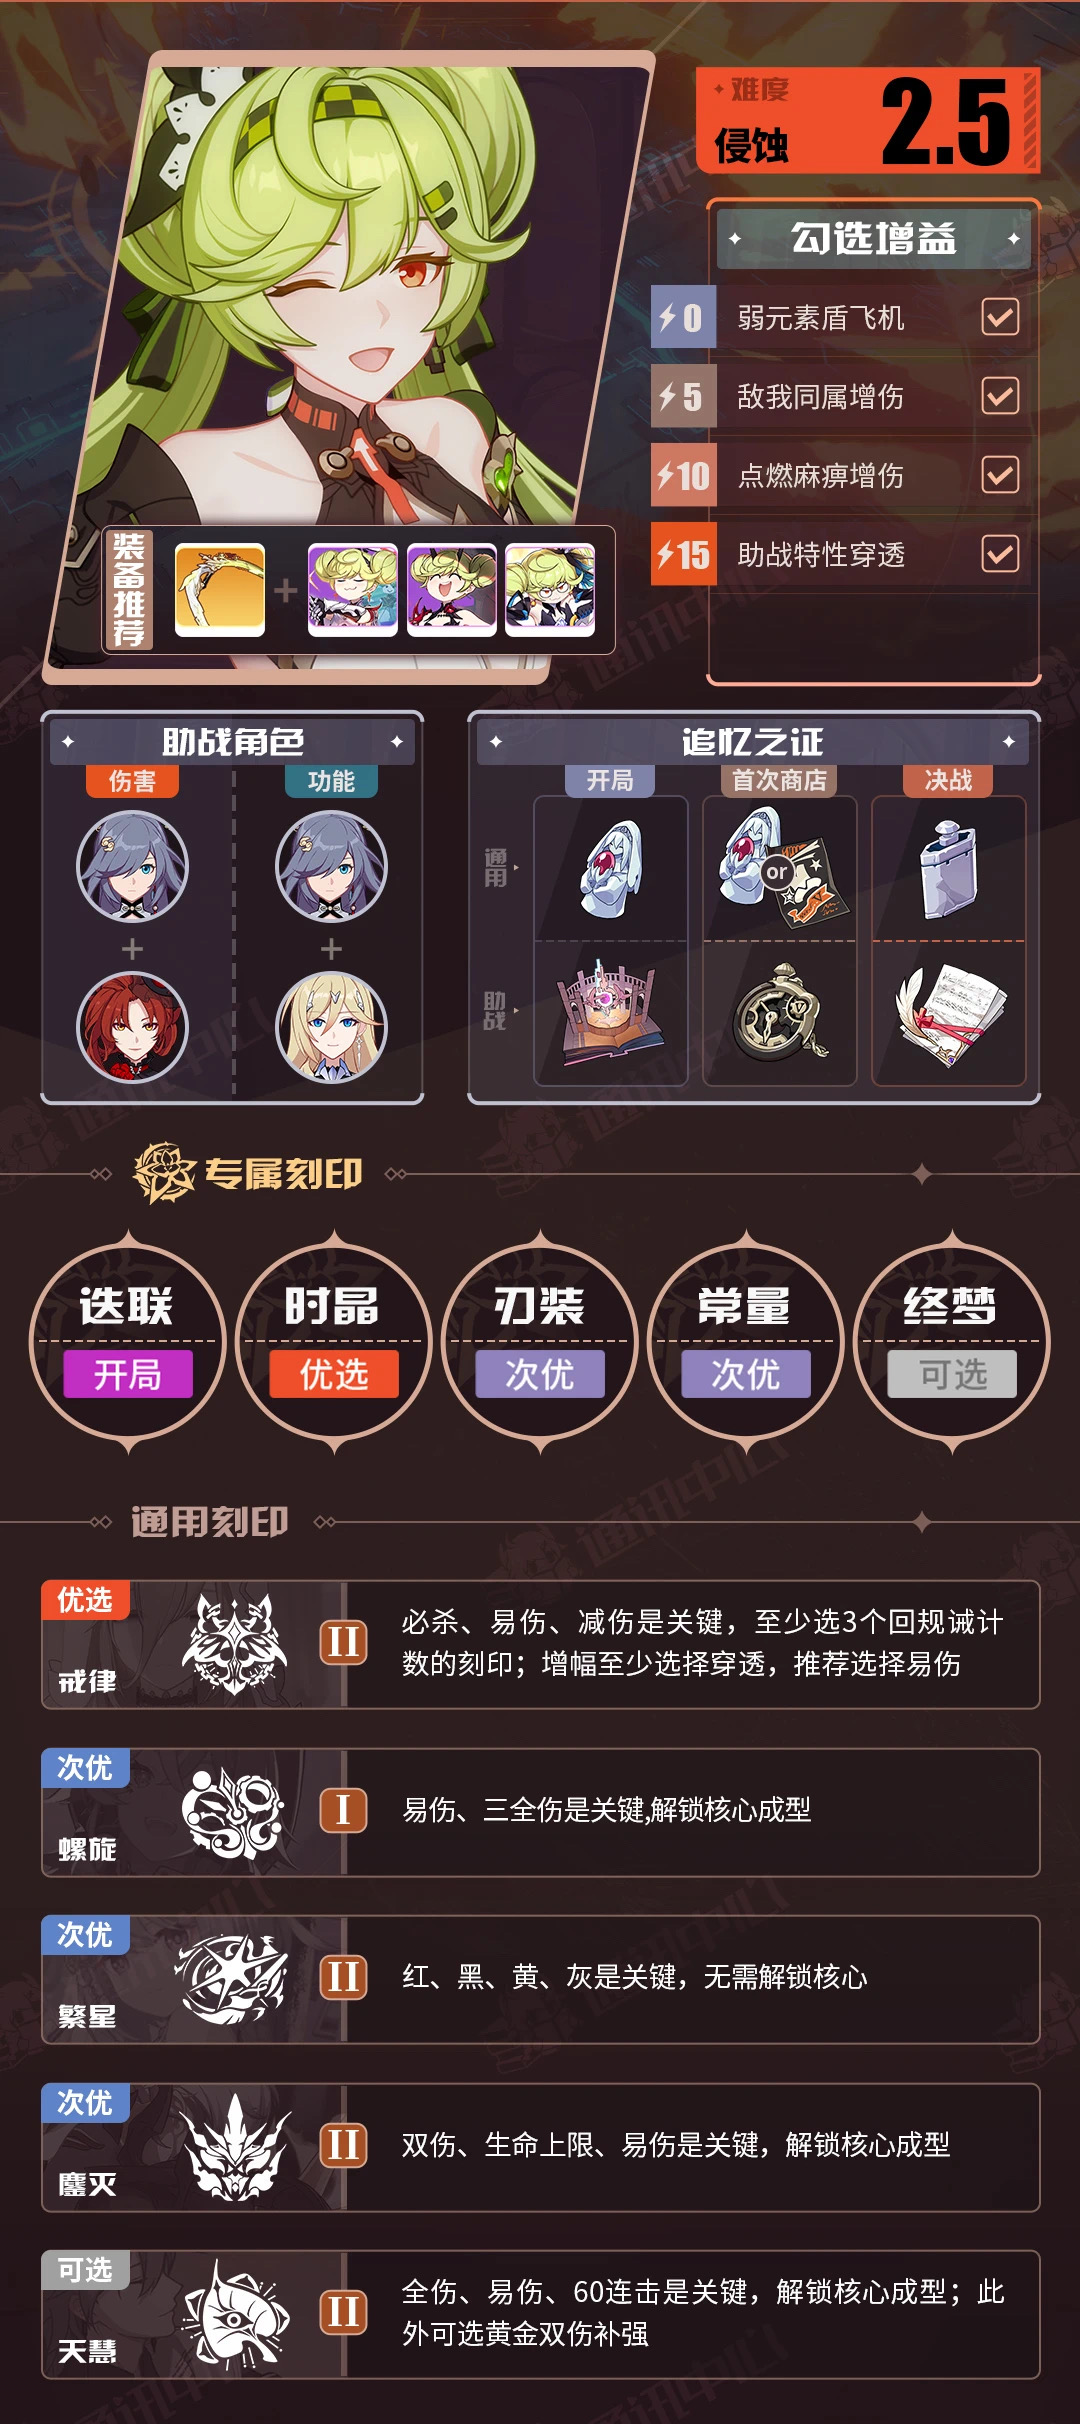 难度
侵蚀
2.5
勾选增益
0 弱元素盾飞机
5 敌我同属增伤
10 点燃麻痹增伤
15 助战特性穿透
装备推荐
助战角色
伤害 功能
追忆之证
开局 首次商店 决战
通用
or
助战
专属刻印
迭联 时晶 刃装 常量 终梦
开局 优选 次优 次优 可选
通用刻印
优选
戒律
II
必杀、易伤、减伤是关键，至少选3个回规诫计
数的刻印；增幅至少选择穿透，推荐选择易伤
次优
螺旋
I
易伤、三全伤是关键,解锁核心成型
次优
繁星
II
红、黑、黄、灰是关键，无需解锁核心
次优
鏖灭
II
双伤、生命上限、易伤是关键，解锁核心成型
可选
天慧
II
全伤、易伤、60连击是关键，解锁核心成型；此
外可选黄金双伤补强
通讯中心